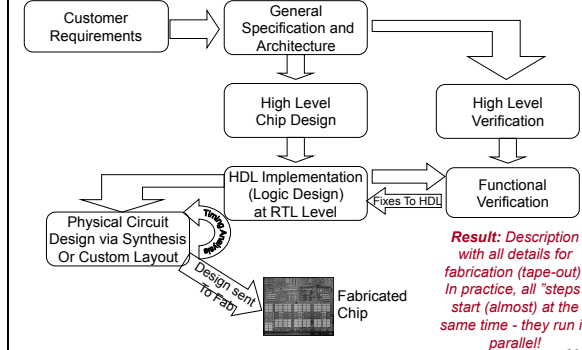 Customer
Requirements
General
Specification and
Architecture
High Level
Chip Design
High Level
Verification
HDL Implementation
(Logic Design)
at RTL Level
Fixes To HDL
Functional
Verification
Physical Circuit
Design via Synthesis
Or Custom Layout
Timing Analysis
Design sent
To Fab
Fabricated
Chip
Result: Description
with all details for
fabrication (tape-out)
In practice, all "steps
start (almost) at the
same time - they run i
parallel!